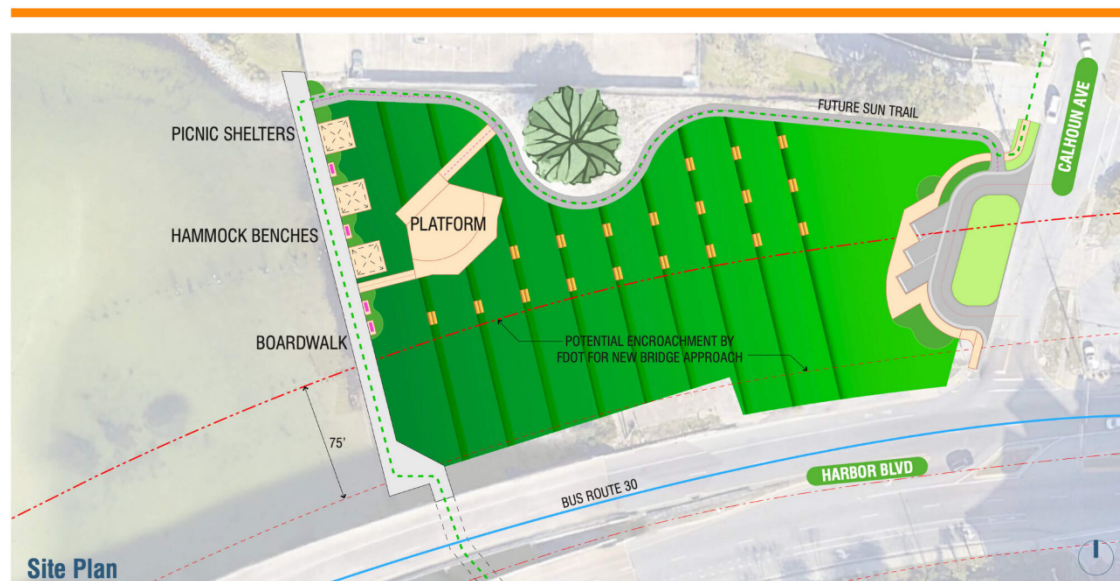 FUTURE SUN TRAIL
CALHOUN AVE
PICNIC SHELTERS
PLATFORM
HAMMOCK BENCHES
BOARDWALK
POTENTIAL ENCROACHMENT BY
FDOT FOR NEW BRIDGE APPROACH
75'
HARBOR BLVD
BUS ROUTE 30
Site Plan